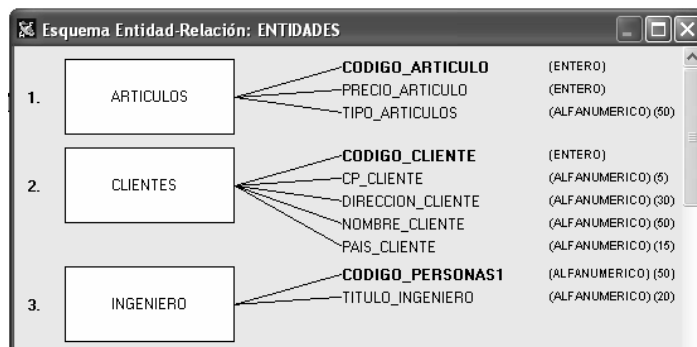 Esquema Entidad-Relación: ENTIDADES
CODIGO_ARTICULO (ENTERO)
1. ARTICULOS PRECIO_ARTICULO (ENTERO)
TIPO_ARTICULOS (ALFANUMERICO)(50)
CODIGO_CLIENTE (ENTERO)
2. CLIENTES CP_CLIENTE (ALFANUMERICO)(5)
DIRECCION_CLIENTE (ALFANUMERICO)(30)
NOMBRE_CLIENTE (ALFANUMERICO)(50)
PAIS_CLIENTE (ALFANUMERICO)(15)
CODIGO_PERSONAS1 (ALFANUMERICO)(50)
3. INGENIERO TITULO_INGENIERO (ALFANUMERICO)(20)